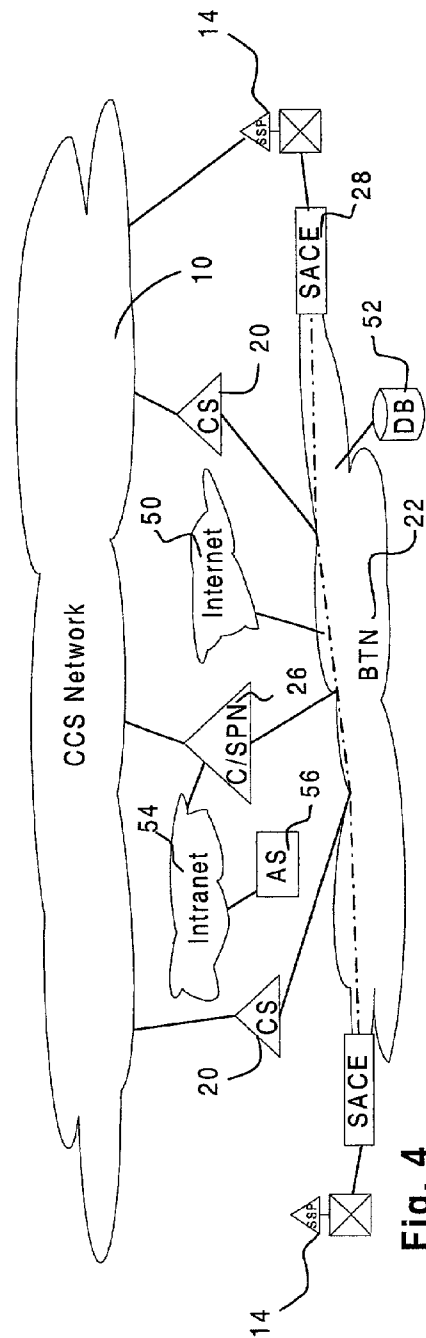 CCS Network
10
14
SSP
CS
20
50
Internet
C/SPN
26
54
Intranet
AS
56
CS
20
SACE
28
52
DB
BTN
22
SACE
SSP
14
Fig. 4